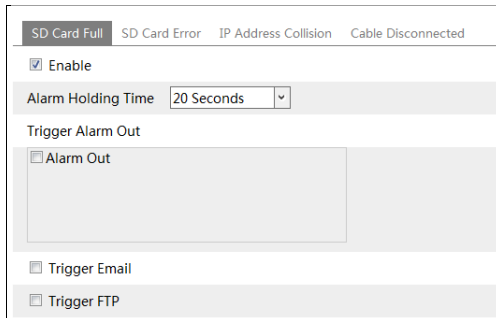 SD Card Full SD Card Error IP Address Collision Cable Disconnected
Enable
Alarm Holding Time 20 Seconds
Trigger Alarm Out
Alarm Out
Trigger Email
Trigger FTP